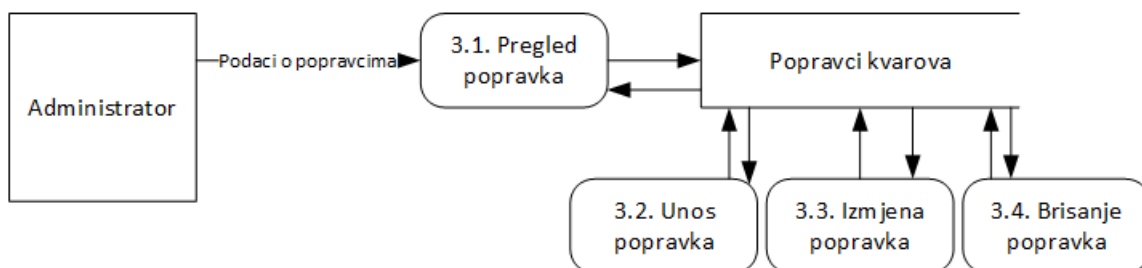 Administrator
Podaci o popravcima
3.1. Pregled
popravka
Popravci kvarova
3.2. Unos
popravka
3.3. Izmjena
popravka
3.4. Brisanje
popravka